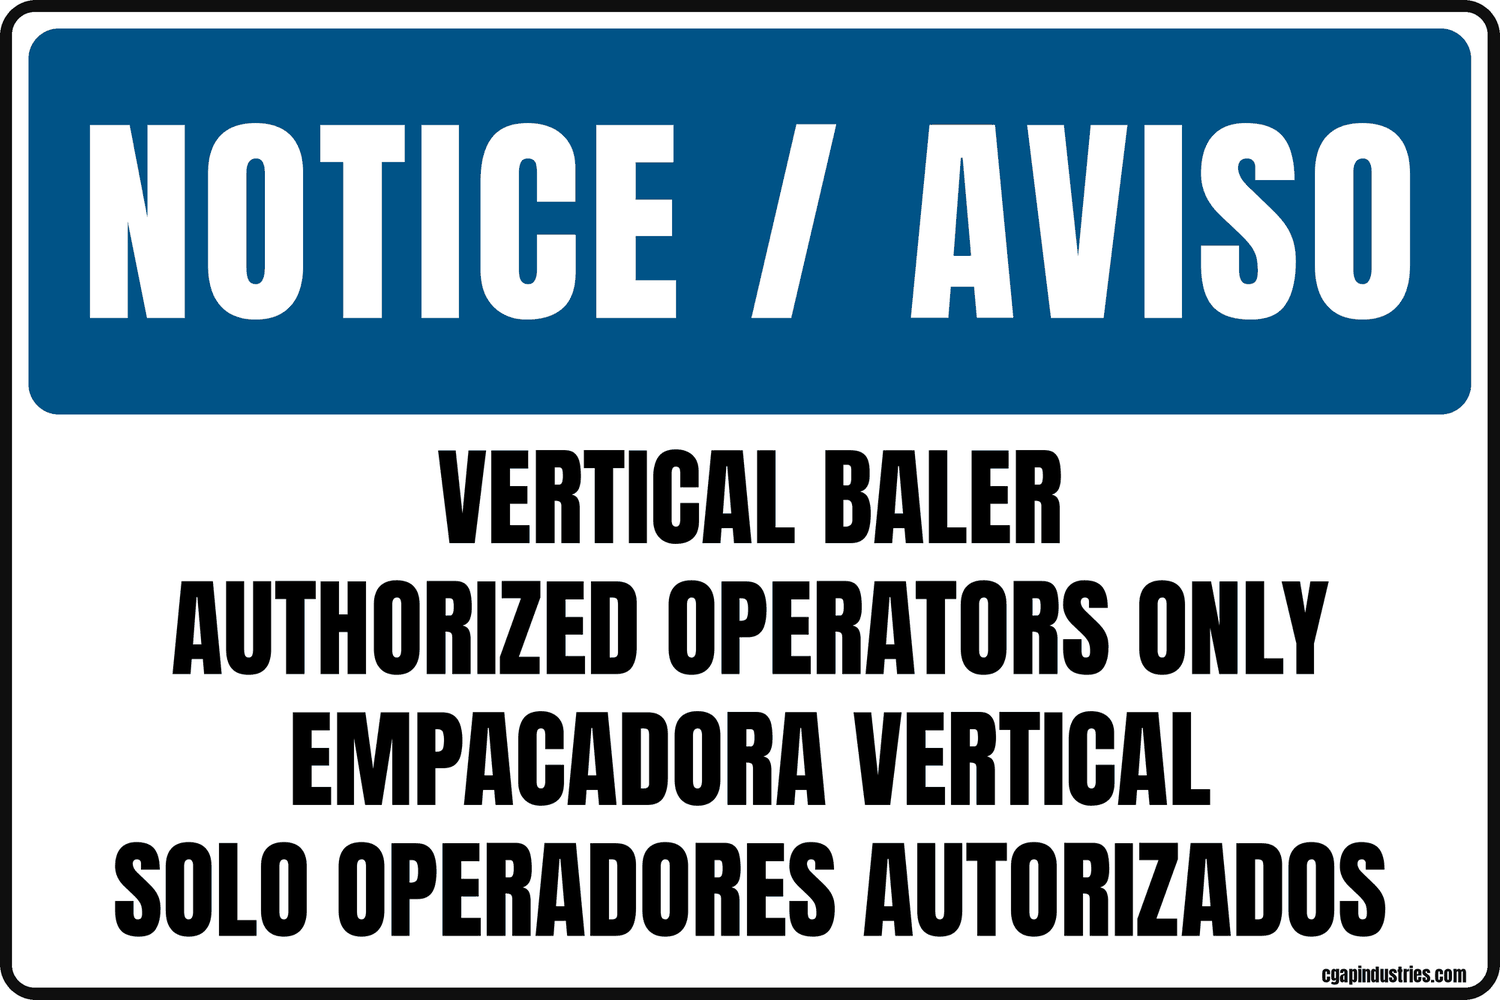 NOTICE / AVISO
VERTICAL BALER
AUTHORIZED OPERATORS ONLY
EMPACADORA VERTICAL
SOLO OPERADORES AUTORIZADOS
cgapindustries.com